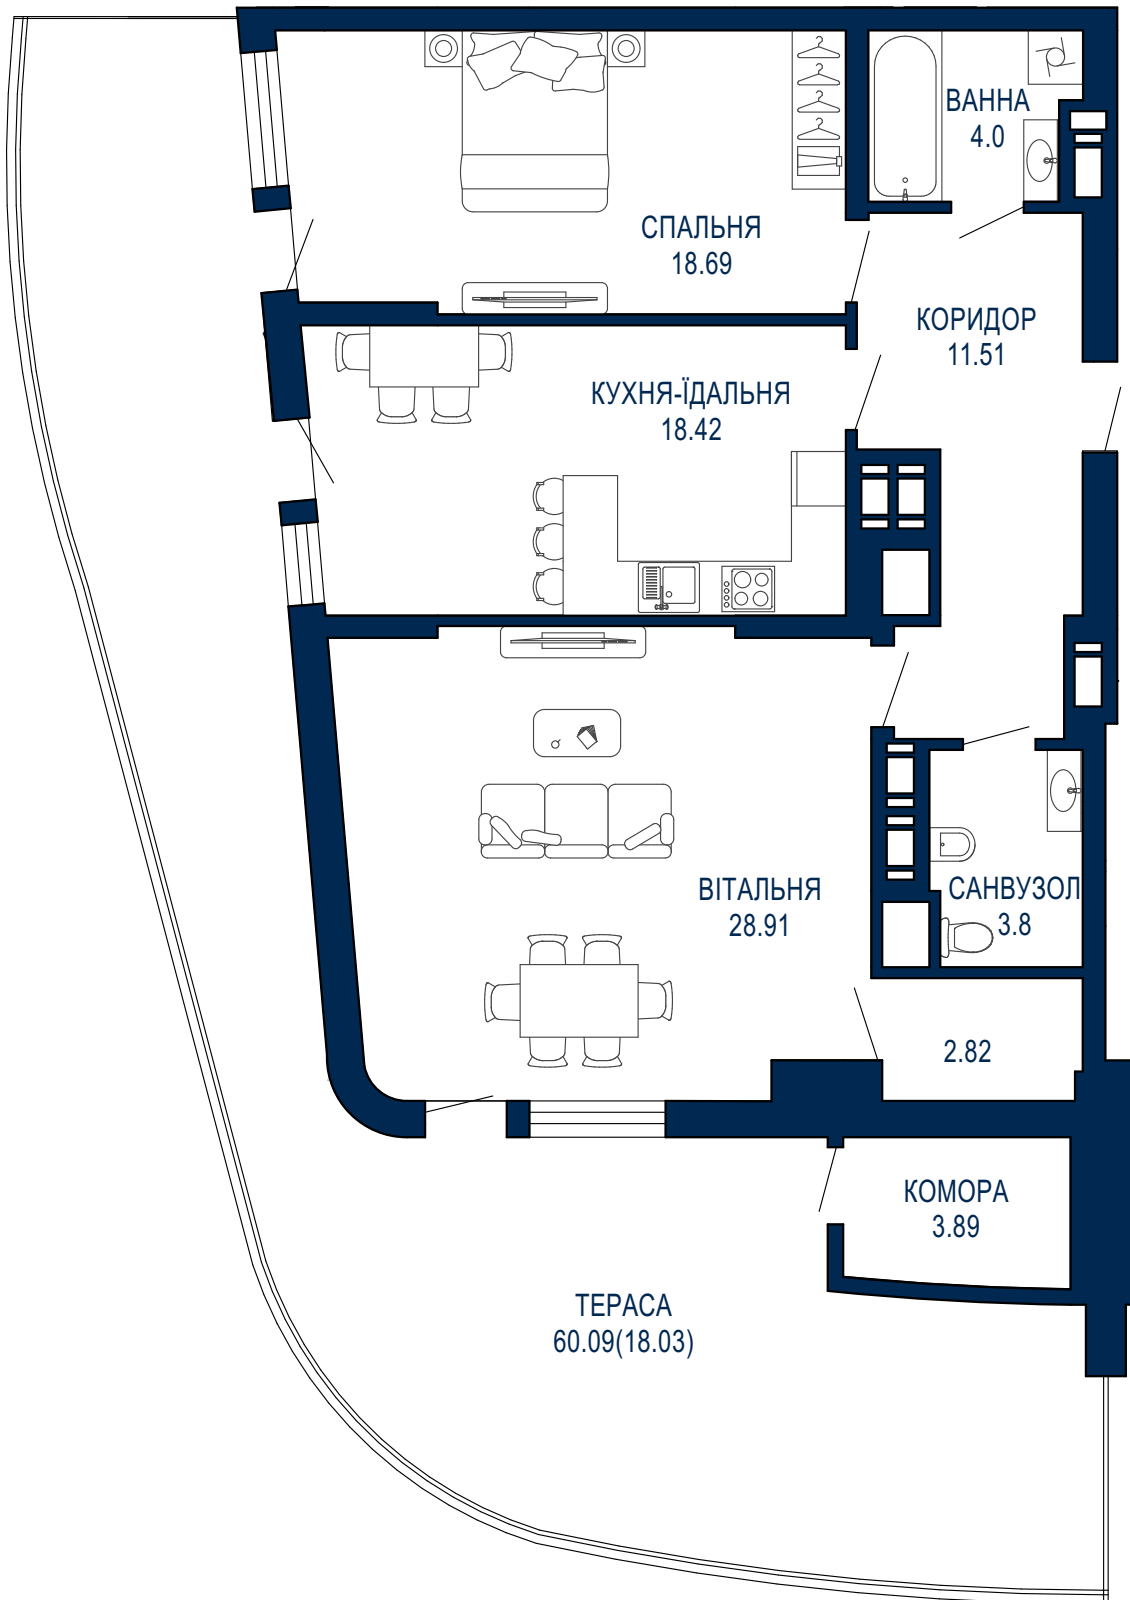 ВАННА
4.0
СПАЛЬНЯ
18.69
КОРИДОР
11.51
КУХНЯ-ЇДАЛЬНЯ
18.42
ВІТАЛЬНЯ
28.91
САНВУЗОЛ
3.8
2.82
КОМОРА
3.89
ТЕРАСА
60.09(18.03)